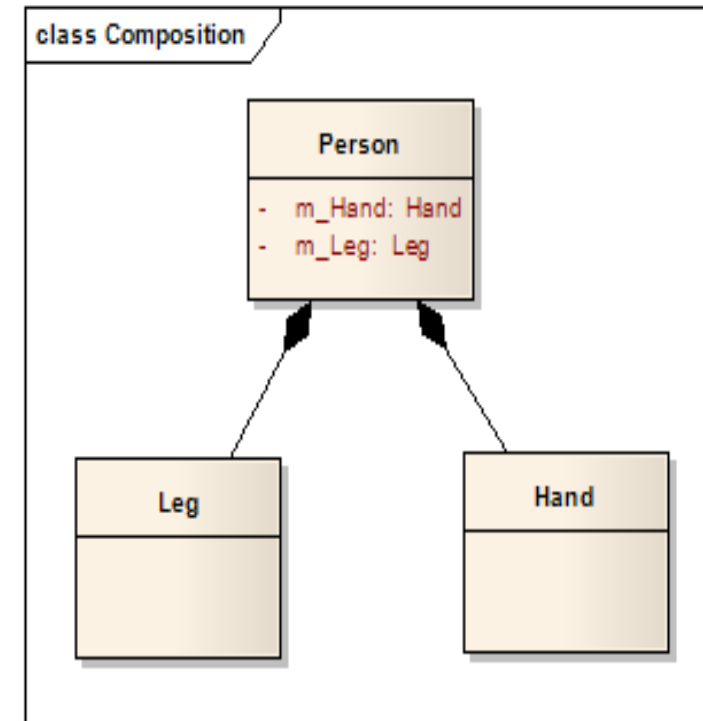 class Composition
Person
- m_Hand: Hand
- m_Leg: Leg
Leg
Hand